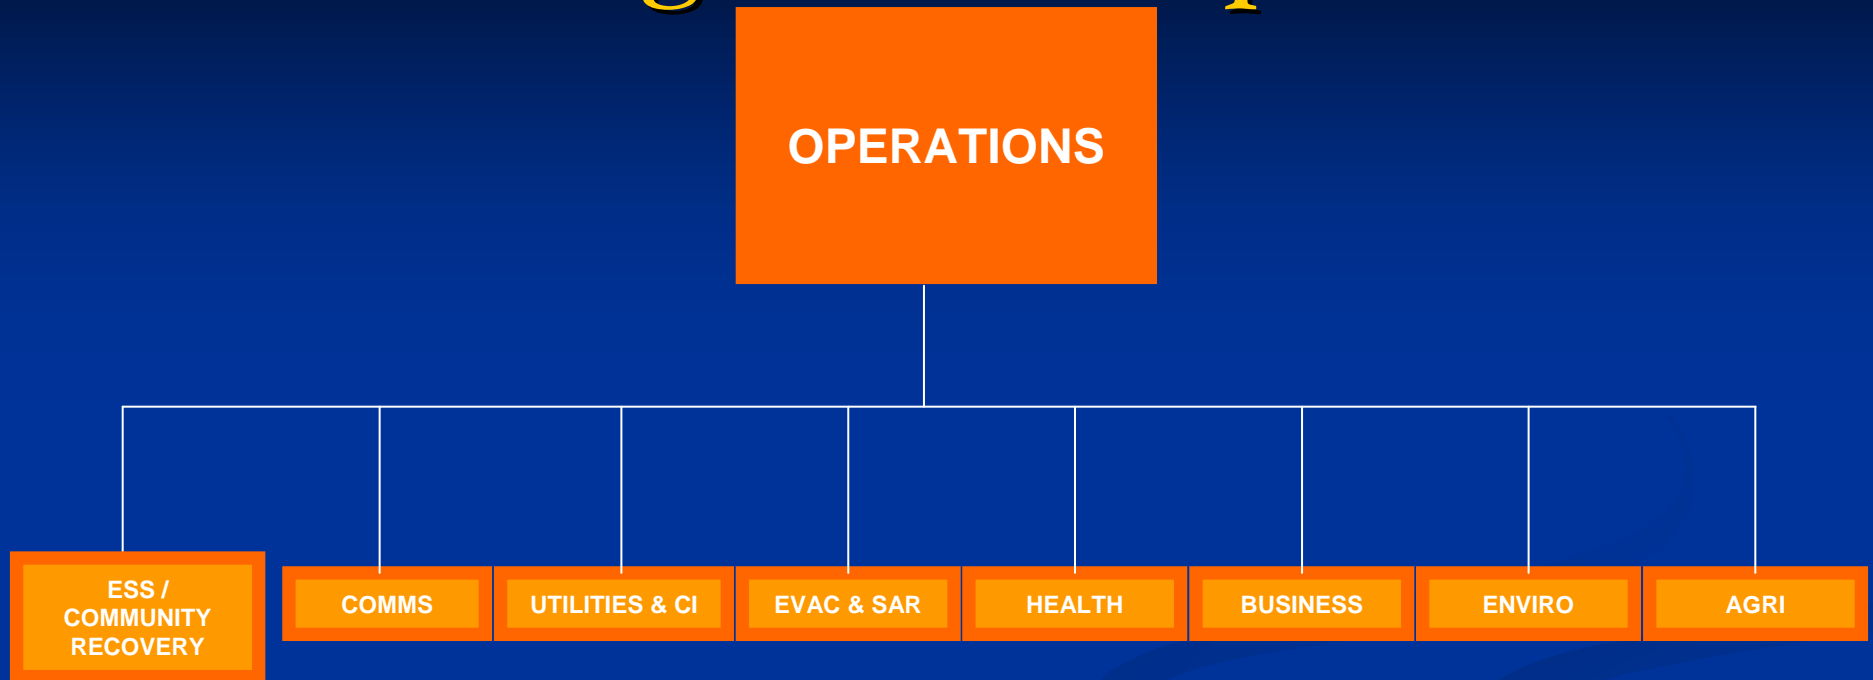 OPERATIONS
ESS /
COMMUNITY
RECOVERY
COMMS
UTILITIES & CI
EVAC & SAR
HEALTH
BUSINESS
ENVIRO
AGRI